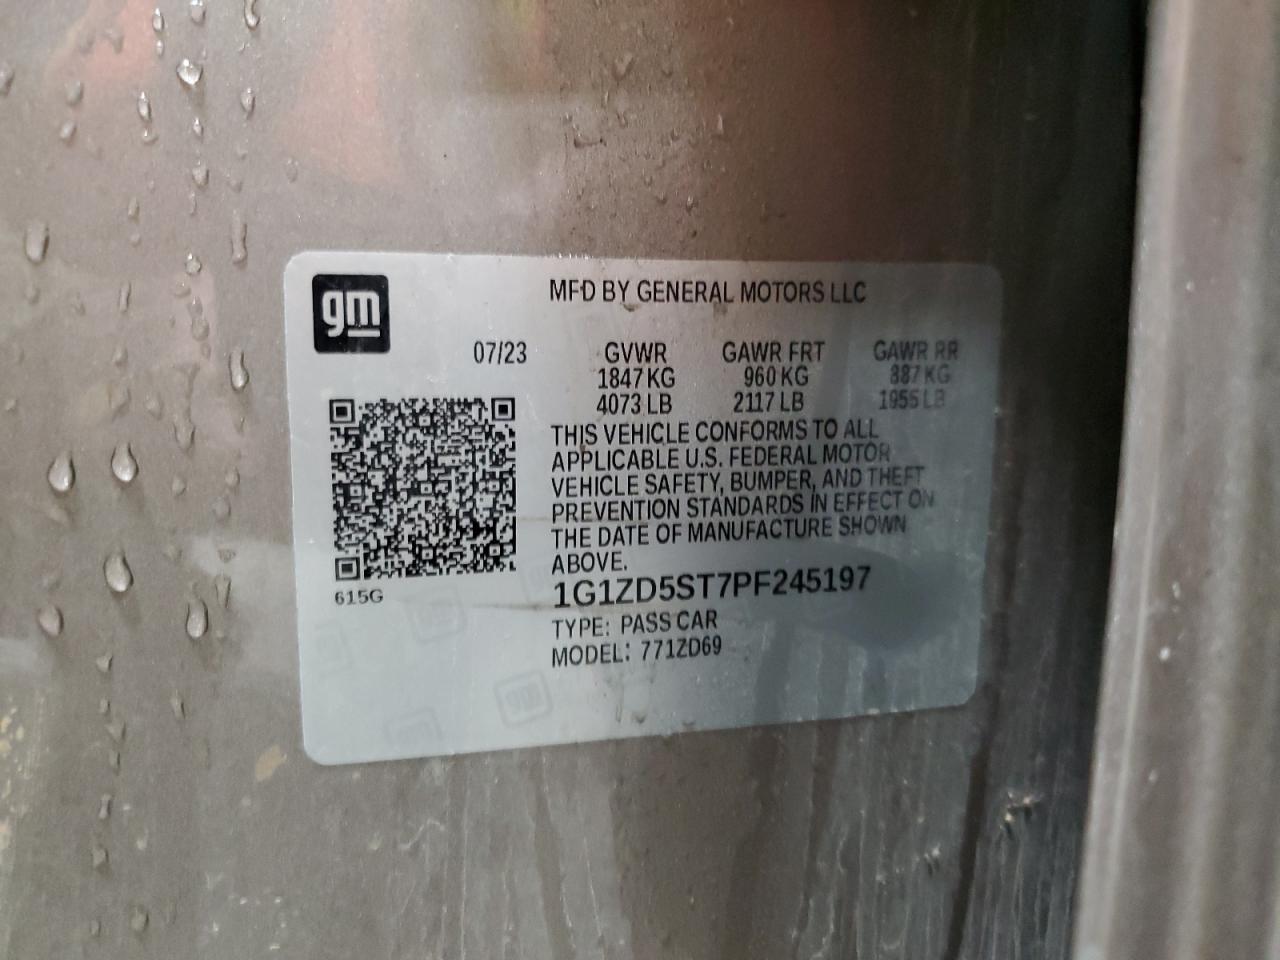 gm
MFD BY GENERAL MOTORS LLC
07/23 GVWR GAWR FRT GAWR RR
1847 KG 960 KG 887 KG
4073 LB 2117 LB 1955 LB
THIS VEHICLE CONFORMS TO ALL
APPLICABLE U.S. FEDERAL MOTOR
VEHICLE SAFETY, BUMPER, AND THEFT
PREVENTION STANDARDS IN EFFECT ON
THE DATE OF MANUFACTURE SHOWN
ABOVE.
615G
1G1ZD5ST7PF245197
TYPE: PASS CAR
MODEL: 771ZD69